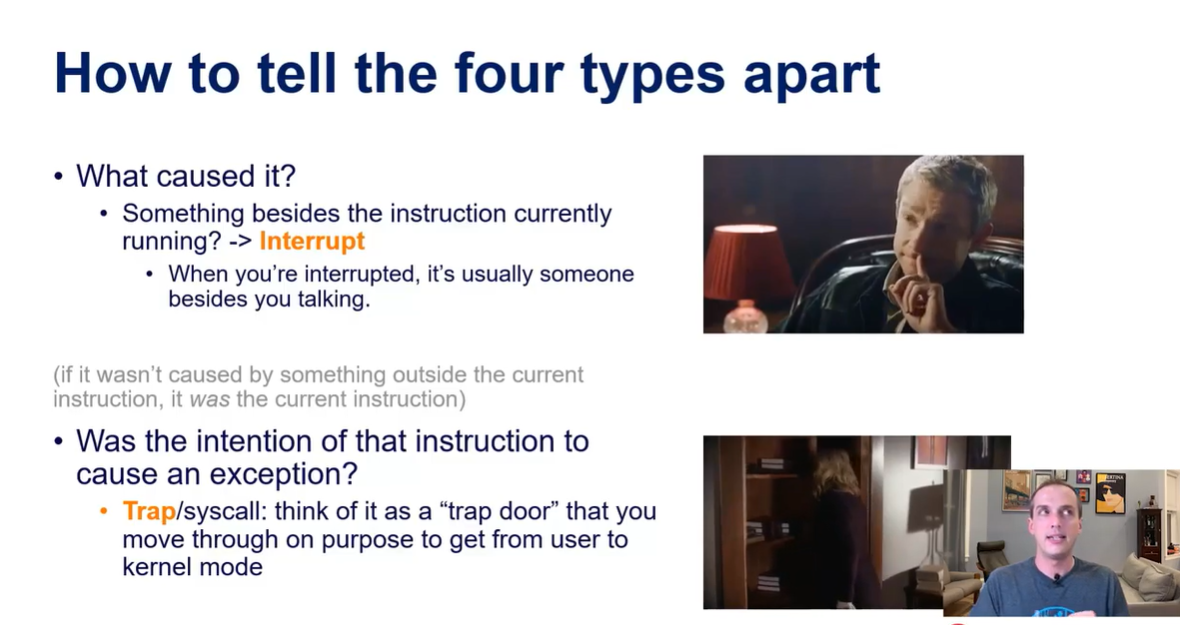 How to tell the four types apart
• What caused it?
• Something besides the instruction currently
running? -> Interrupt
• When you're interrupted, it's usually someone
besides you talking.
(if it wasn't caused by something outside the current
instruction, it was the current instruction)
• Was the intention of that instruction to
cause an exception?
• Trap/syscall: think of it as a “trap door” that you
move through on purpose to get from user to
kernel mode